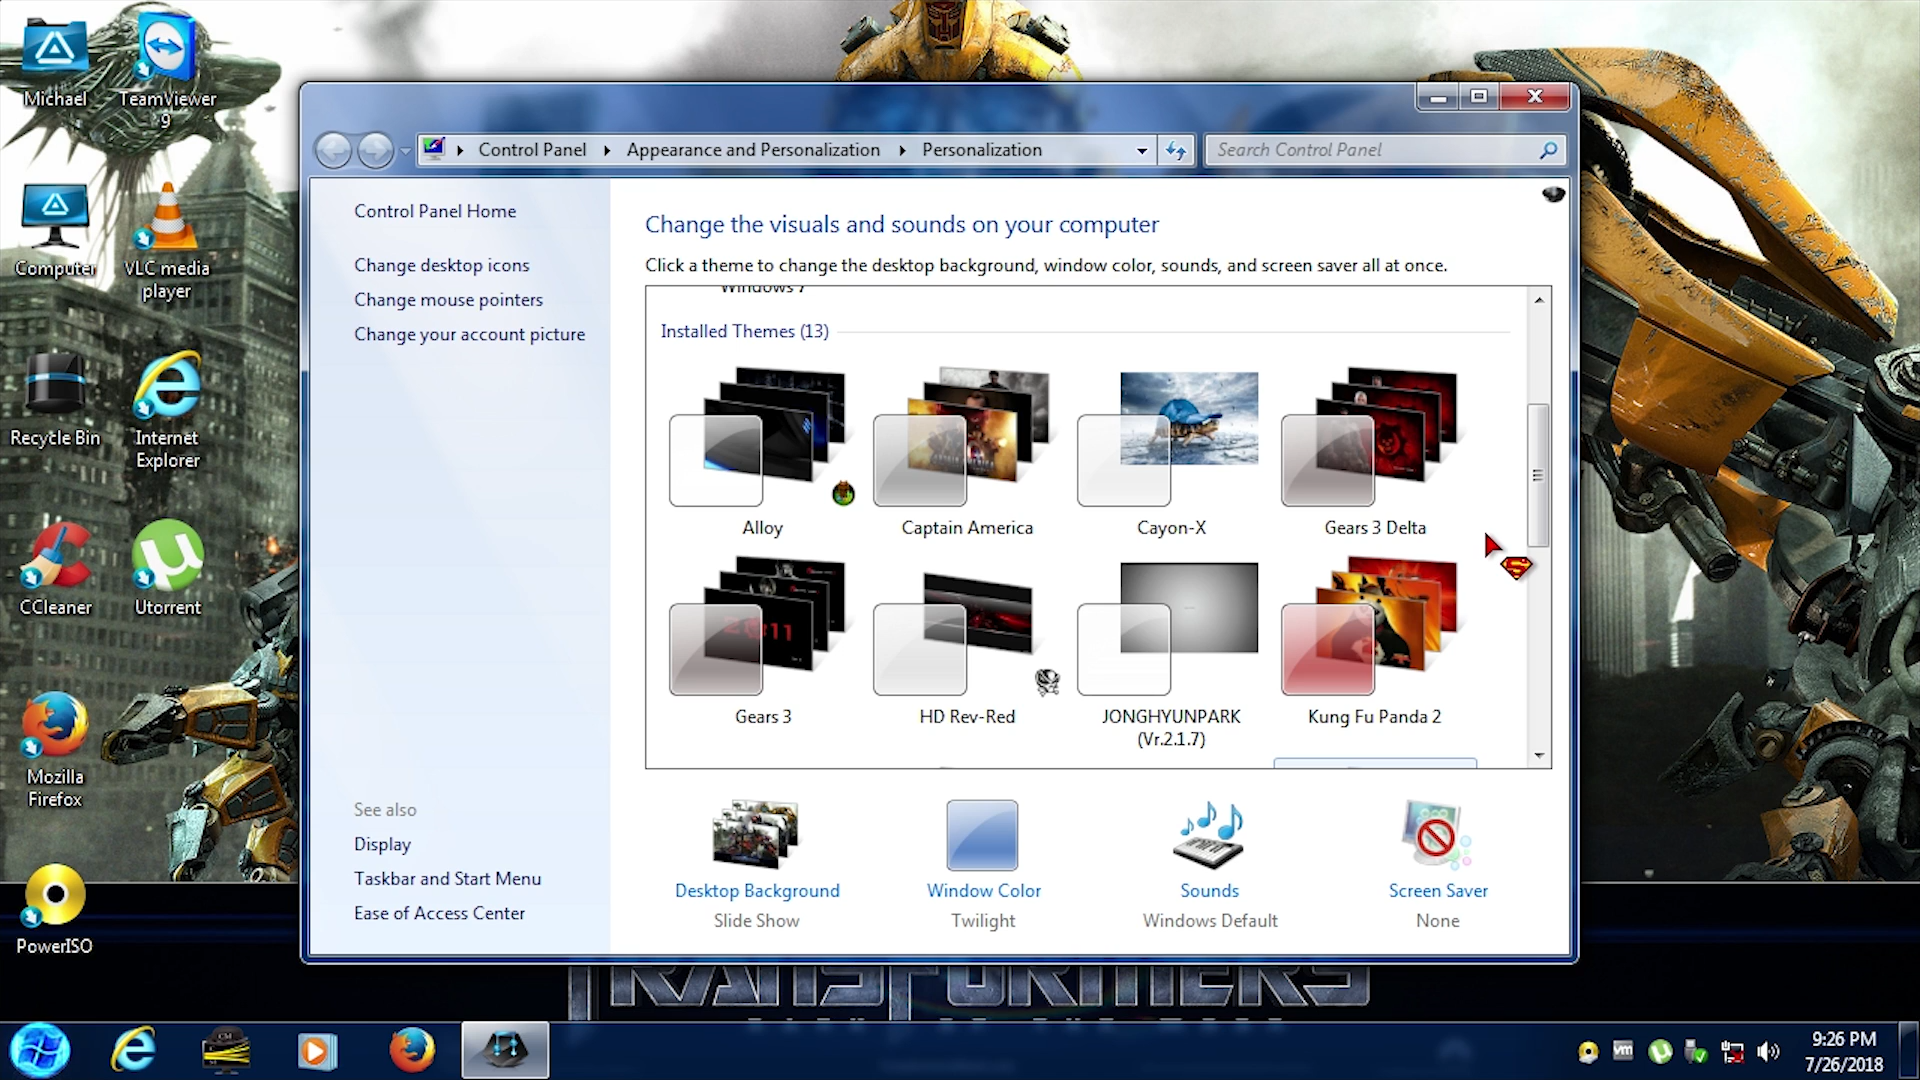 Michael
TeamViewer
9
Computer
VLC media
player
Recycle Bin
Internet
Explorer
CCleaner
Utorrent
Mozilla
Firefox
PowerISO
Control Panel
Appearance and Personalization
Personalization
Search Control Panel
Control Panel Home
Change desktop icons
Change mouse pointers
Change your account picture
See also
Display
Taskbar and Start Menu
Ease of Access Center
Change the visuals and sounds on your computer
Click a theme to change the desktop background, window color, sounds, and screen saver all at once.
Windows 7
Installed Themes (13)
Alloy
Captain America
Cayon-X
Gears 3 Delta
2011
Gears 3
HD Rev-Red
JONGHYUNPARK
(Vr.2.1.7)
Kung Fu Panda 2
Desktop Background
Slide Show
Window Color
Twilight
Sounds
Windows Default
Screen Saver
None
TRANSFORMERS
CM
vm
9:26 PM
7/26/2018